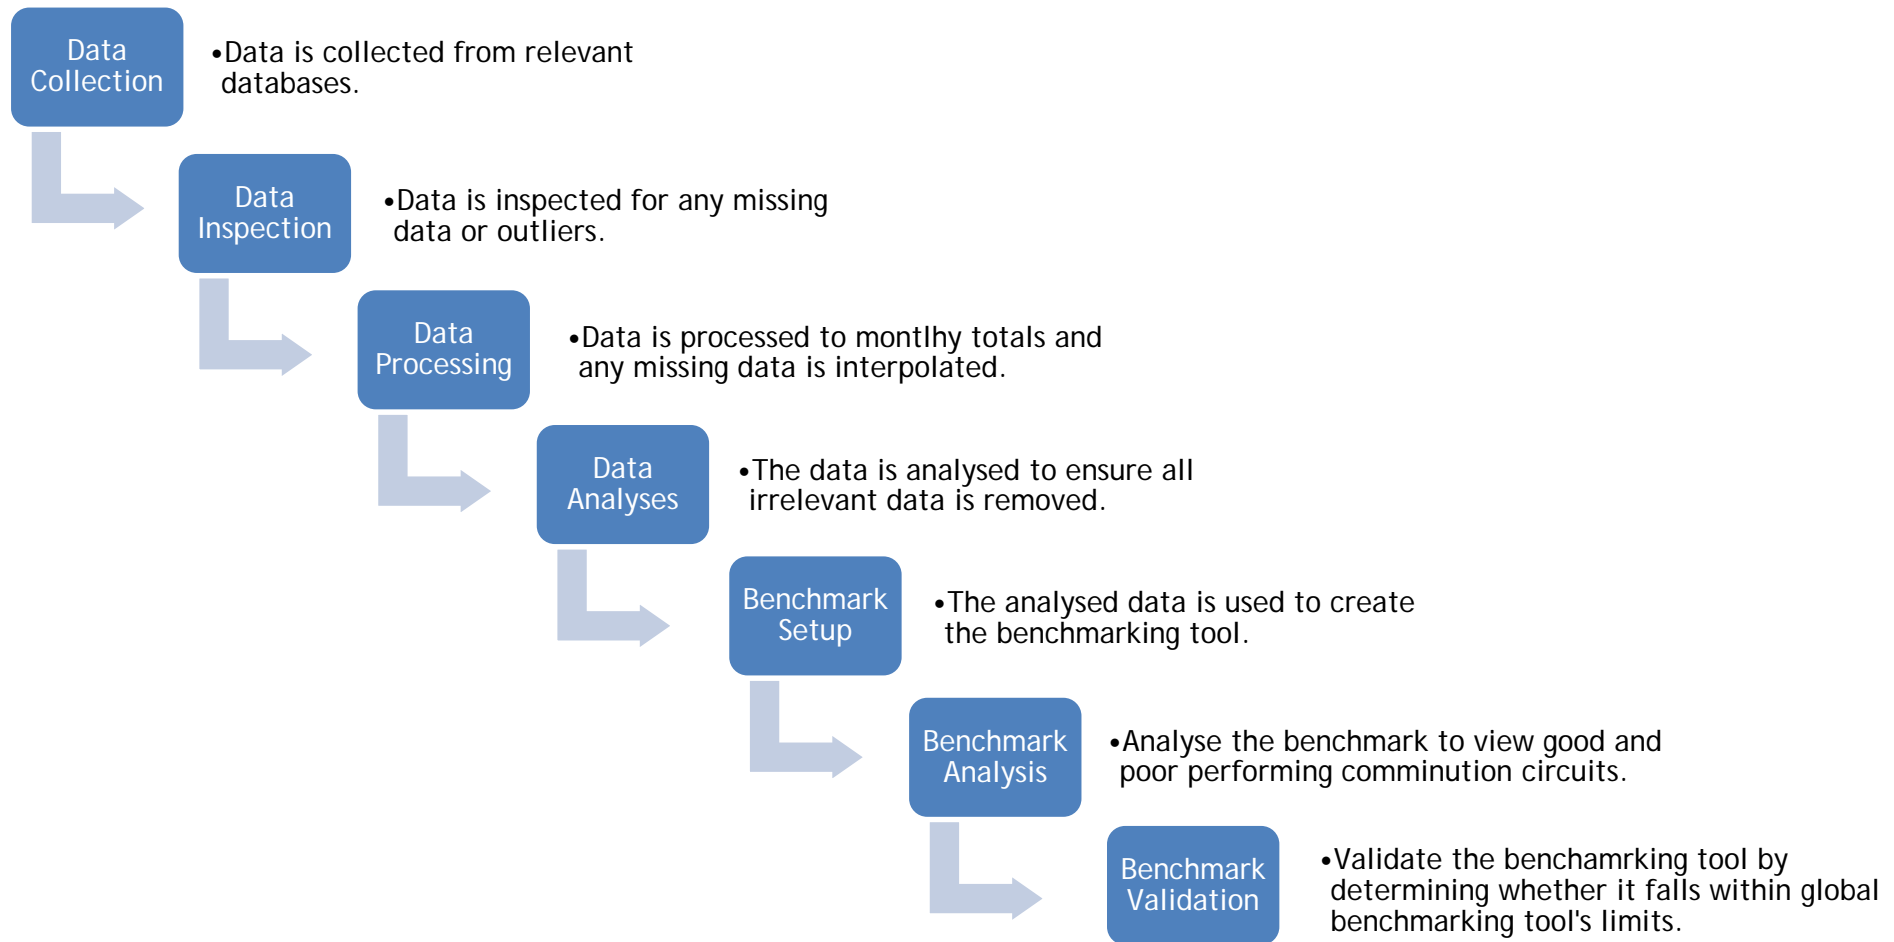 Data
Collection
•Data is collected from relevant
databases.
Data
Inspection
•Data is inspected for any missing
data or outliers.
Data
Processing
•Data is processed to montlhy totals and
any missing data is interpolated.
Data
Analyses
•The data is analysed to ensure all
irrelevant data is removed.
Benchmark
Setup
•The analysed data is used to create
the benchmarking tool.
Benchmark
Analysis
•Analyse the benchmark to view good and
poor performing comminution circuits.
Benchmark
Validation
•Validate the benchamrking tool by
determining whether it falls within global
benchmarking tool's limits.